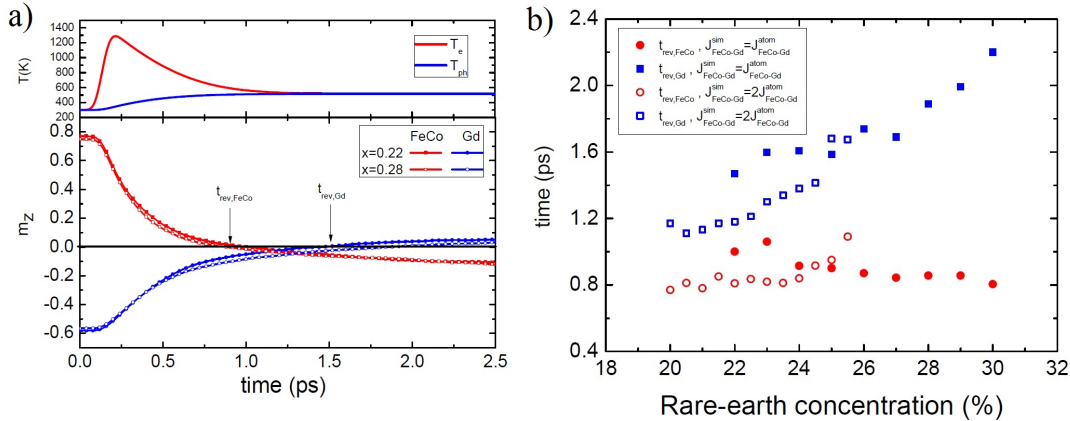 a)
1400
1200
1000
800
600
400
200
T(K)
T_e
T_ph
0.8
0.6
0.4
0.2
0.0
-0.2
-0.4
-0.6
m_Z
FeCo Gd
x=0.22
x=0.28
t_rev,FeCo
t_rev,Gd
0.0 0.5 1.0 1.5 2.0 2.5
time (ps)
b)
2.4
2.0
1.6
1.2
0.8
0.4
time (ps)
t_rev,FeCo , J^sim_FeCo-Gd=J^atom_FeCo-Gd
t_rev,Gd , J^sim_FeCo-Gd=J^atom_FeCo-Gd
t_rev,FeCo , J^sim_FeCo-Gd=2J^atom_FeCo-Gd
t_rev,Gd , J^sim_FeCo-Gd=2J^atom_FeCo-Gd
18 20 22 24 26 28 30 32
Rare-earth concentration (%)